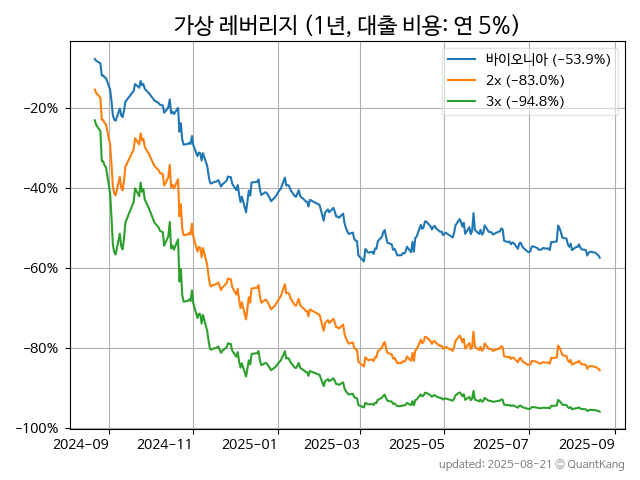 가상 레버리지 (1년, 대출 비용: 연 5%)
바이오니아 (−53.9%)
2x (−83.0%)
3x (−94.8%)
−20%
−40%
−60%
−80%
−100%
2024-09 2024-11 2025-01 2025-03 2025-05 2025-07 2025-09
updated: 2025-08-21 © QuantKang